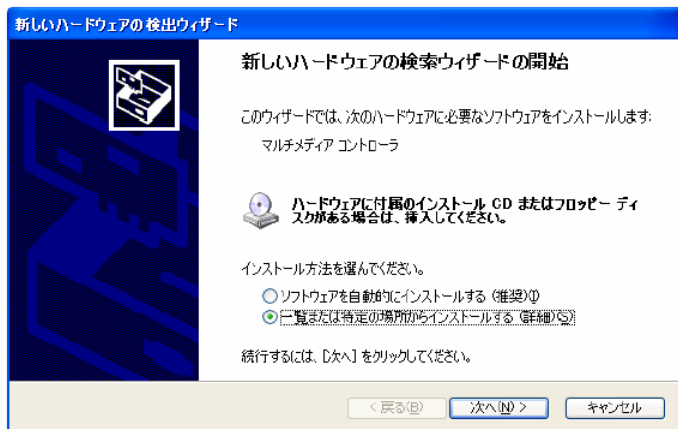 新しいハードウェアの検出ウィザード
新しいハードウェアの検索ウィザードの開始
このウィザードでは、次のハードウェアに必要なソフトウェアをインストールします:
マルチメディア コントローラ
ハードウェアに付属のインストール CD またはフロッピー ディ
スクがある場合は、挿入してください。
インストール方法を選んでください。
ソフトウェアを自動的にインストールする (推奨)(I)
一覧または特定の場所からインストールする (詳細)(S)
続行するには、[次へ] をクリックしてください。
< 戻る(B)
次へ(N) >
キャンセル